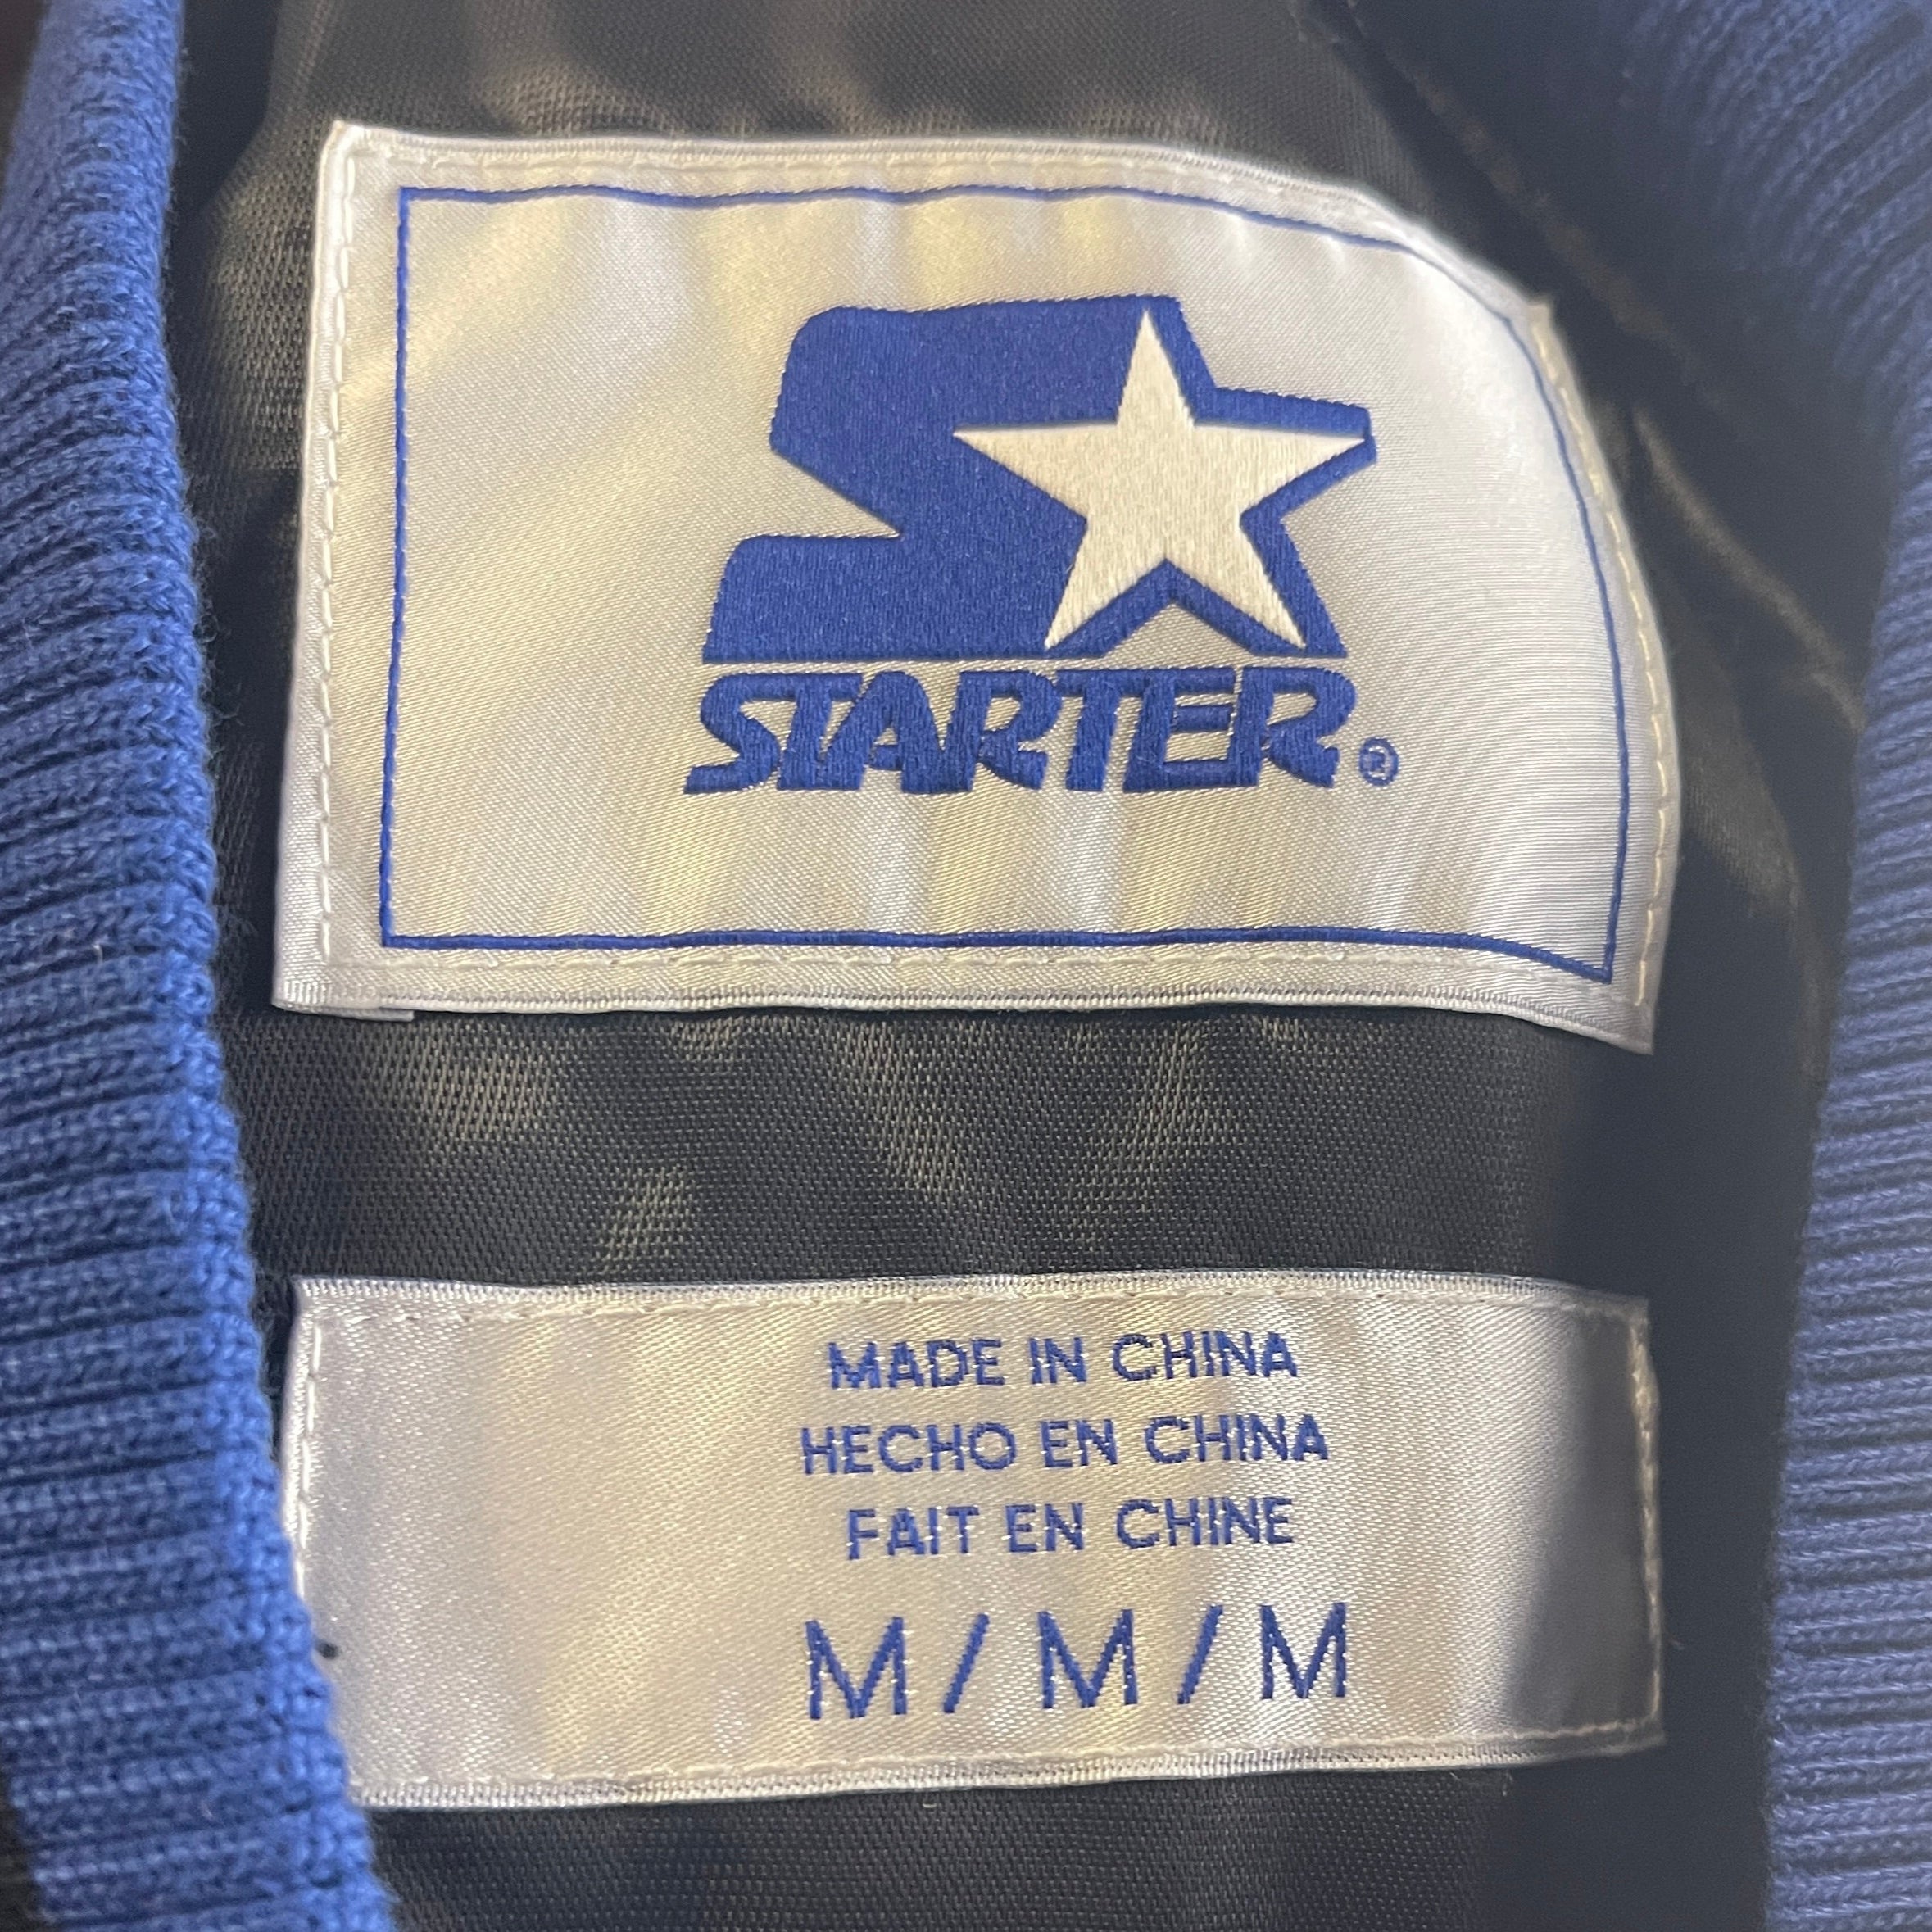 STARTER®
MADE IN CHINA
HECHO EN CHINA
FAIT EN CHINE
M / M / M